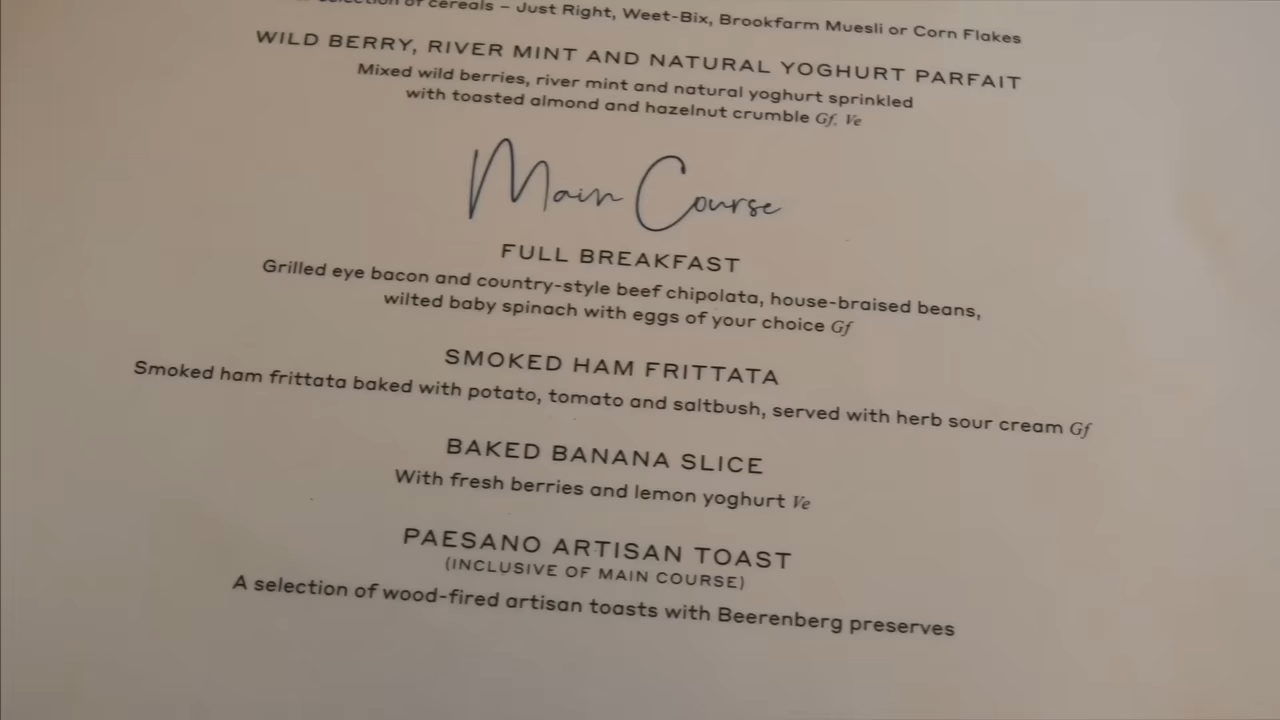 of cereals – Just Right, Weet-Bix, Brookfarm Muesli or Corn Flakes
WILD BERRY, RIVER MINT AND NATURAL YOGHURT PARFAIT
Mixed wild berries, river mint and natural yoghurt sprinkled
with toasted almond and hazelnut crumble Gf, Ve
Main Course
FULL BREAKFAST
Grilled eye bacon and country-style beef chipolata, house-braised beans,
wilted baby spinach with eggs of your choice Gf
SMOKED HAM FRITTATA
Smoked ham frittata baked with potato, tomato and saltbush, served with herb sour cream Gf
BAKED BANANA SLICE
With fresh berries and lemon yoghurt Ve
PAESANO ARTISAN TOAST
(INCLUSIVE OF MAIN COURSE)
A selection of wood-fired artisan toasts with Beerenberg preserves